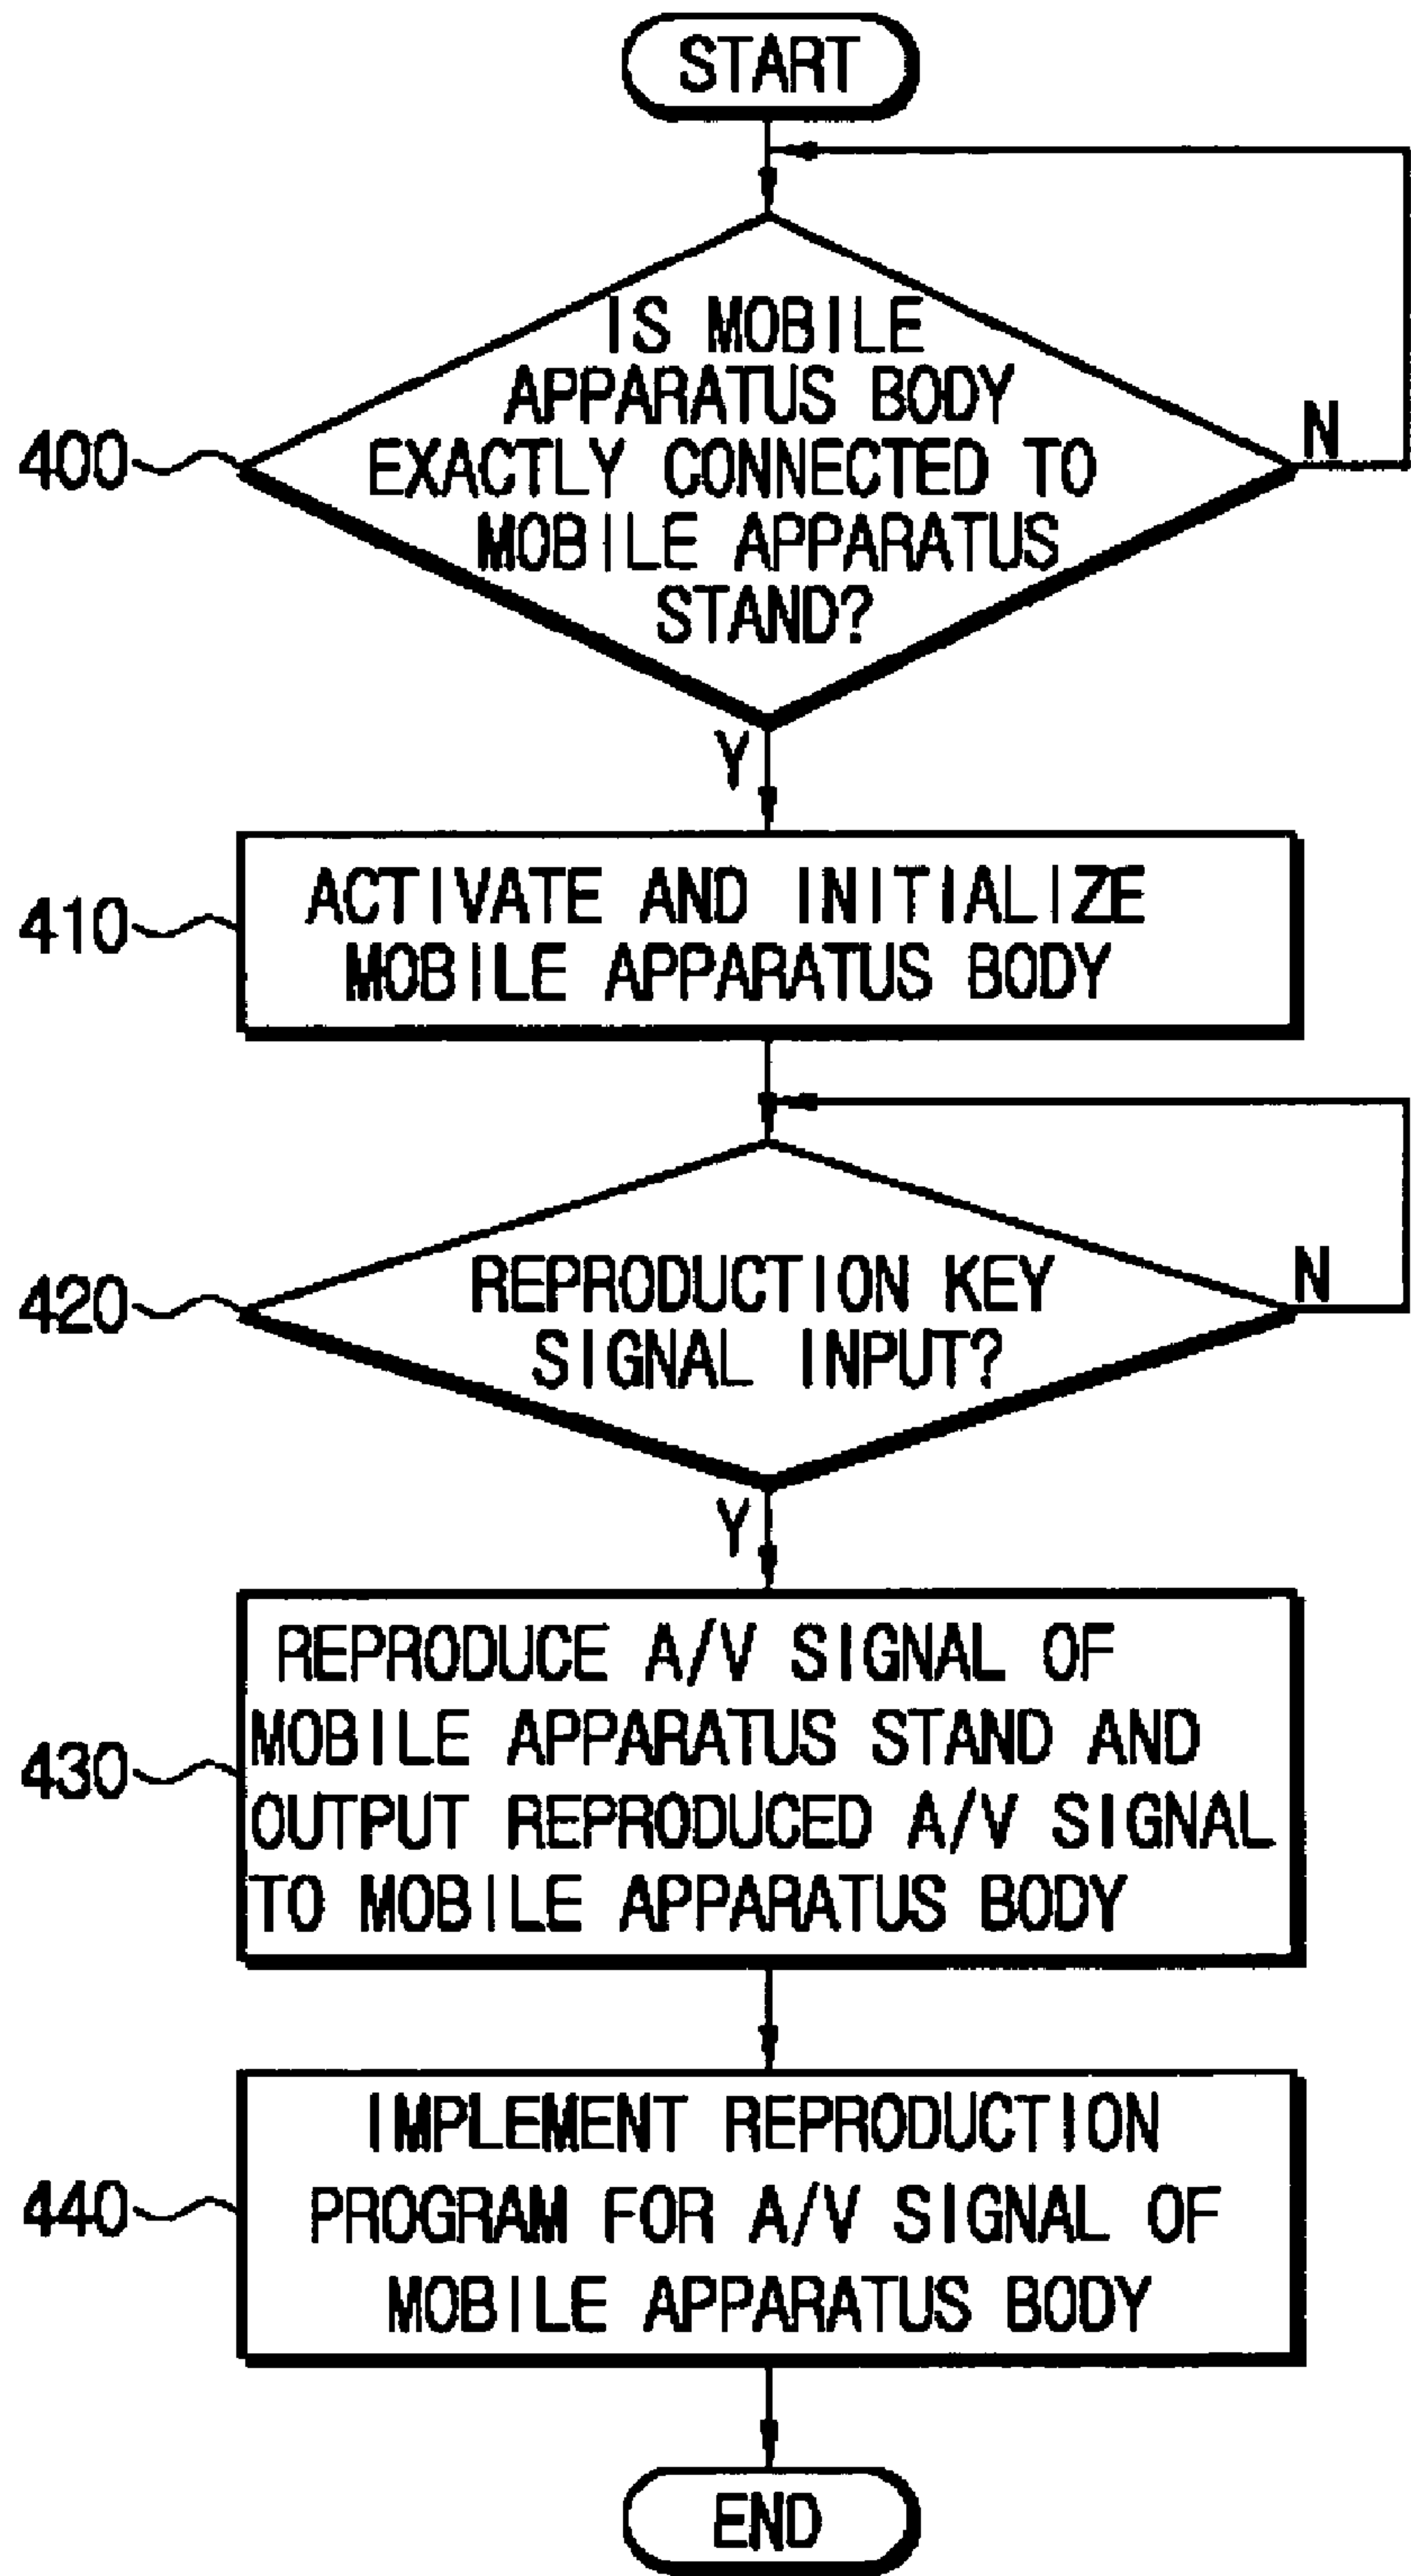 START
IS MOBILE
APPARATUS BODY
EXACTLY CONNECTED TO
MOBILE APPARATUS
STAND?
400
N
Y
410
ACTIVATE AND INITIALIZE
MOBILE APPARATUS BODY
420
REPRODUCTION KEY
SIGNAL INPUT?
N
Y
430
REPRODUCE A/V SIGNAL OF
MOBILE APPARATUS STAND AND
OUTPUT REPRODUCED A/V SIGNAL
TO MOBILE APPARATUS BODY
440
IMPLEMENT REPRODUCTION
PROGRAM FOR A/V SIGNAL OF
MOBILE APPARATUS BODY
END